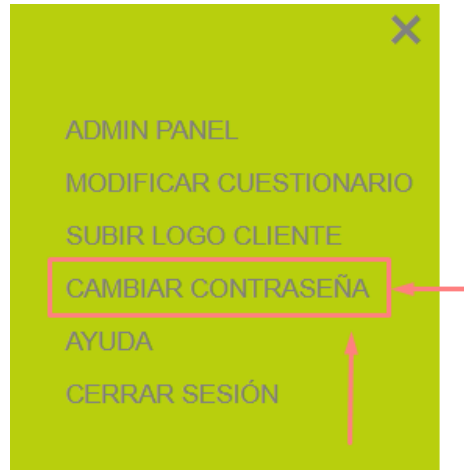 ADMIN PANEL
MODIFICAR CUESTIONARIO
SUBIR LOGO CLIENTE
CAMBIAR CONTRASEÑA
AYUDA
CERRAR SESIÓN